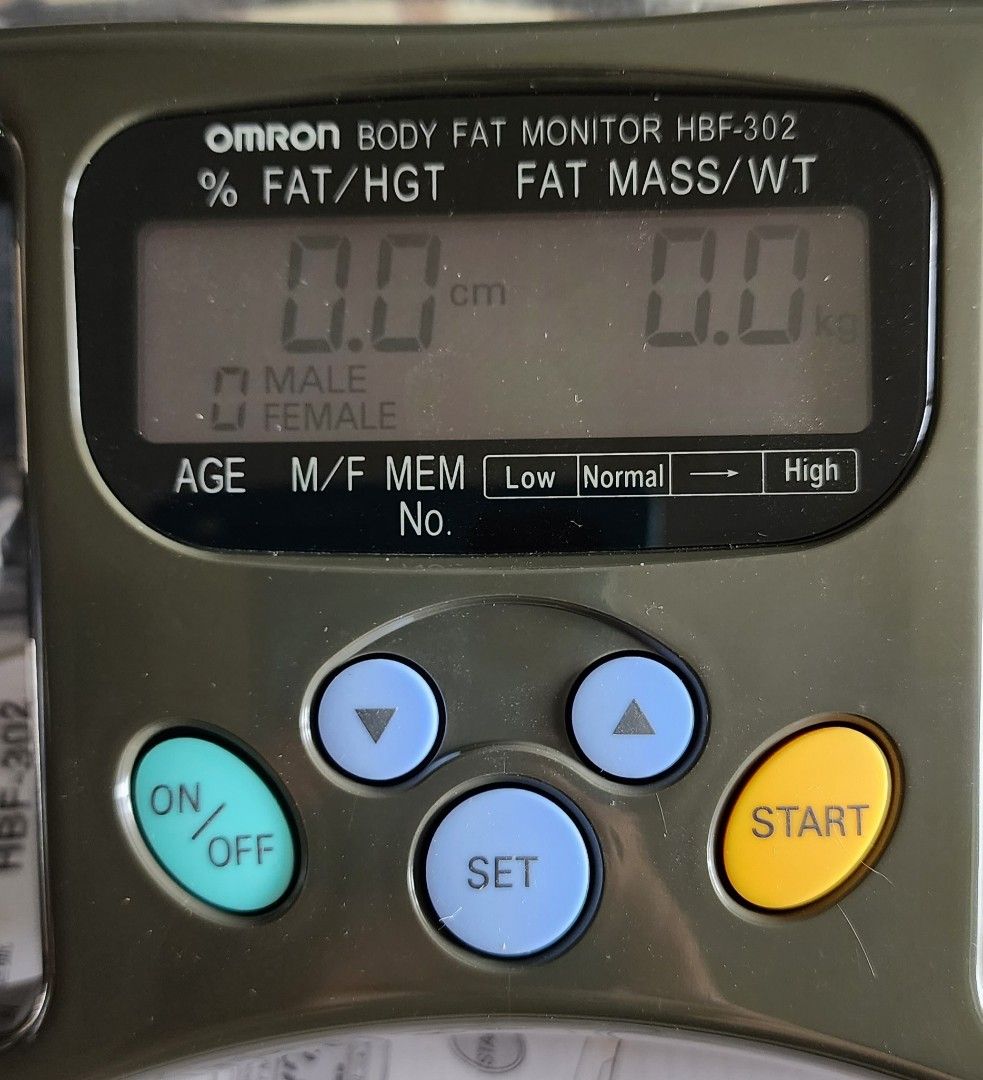 OMRON BODY FAT MONITOR HBF-302
% FAT/HGT FAT MASS/WT
0.0 cm 0.0 kg
0 MALE
FEMALE
AGE M/F MEM Low Normal → High
No.
▼ ▲
ON/OFF SET START
HBF-302